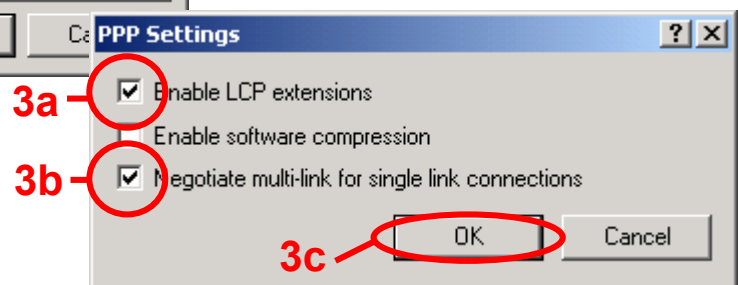 Ca
PPP Settings
3a
Enable LCP extensions
Enable software compression
3b
Negotiate multi-link for single link connections
3c
OK
Cancel